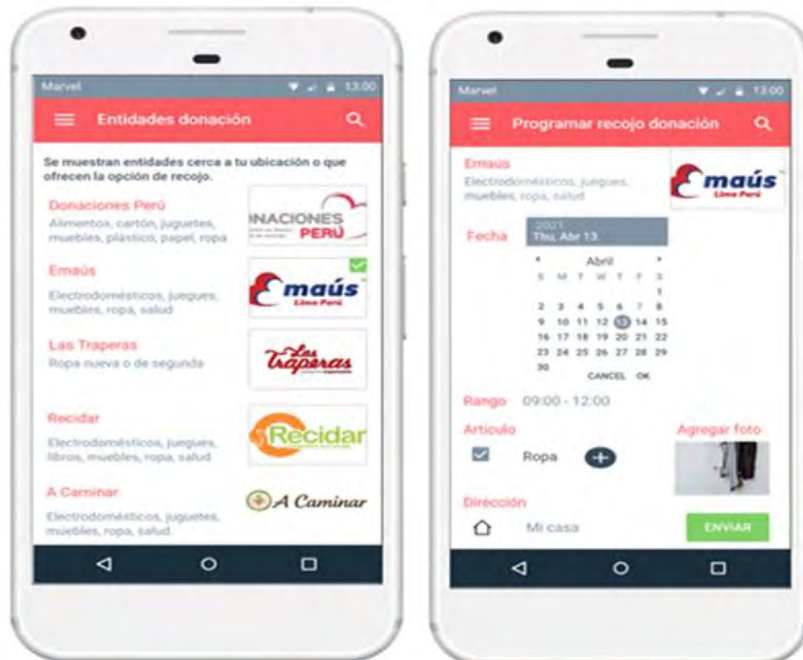 Marvel
13:00
Entidades donación
Se muestran entidades cerca a tu ubicación o que
ofrecen la opción de recojo.
Donaciones Perú
Alimentos, cartón, juguetes,
muebles, plástico, papel, ropa
NACIONES
PERÚ
Emaús
Electrodomésticos, juegues,
muebles, ropa, salud
Emaús
Lima Perú
Las Traperas
Ropa nueva o de segunda
Las
Traperas
Recidar
Electrodomésticos, juegues,
libros, muebles, ropa, salud
Recidar
A Caminar
Electrodomésticos, juguetes,
muebles, ropa, salud
A Caminar
Marvel
13:00
Programar recojo donación
Emaús
Electrodomésticos, juegues,
muebles, ropa, salud
Emaús
Lima Perú
Fecha
2021
Thu, Abr 13
Abril
S M T W T F S
1
2 3 4 5 6 7 8
9 10 11 12 13 14 15
16 17 18 19 20 21 22
23 24 25 26 27 28 29
30
CANCEL OK
Rango 09:00 - 12:00
Artículo
Agregar foto
Ropa
Dirección
Mi casa
ENVIAR